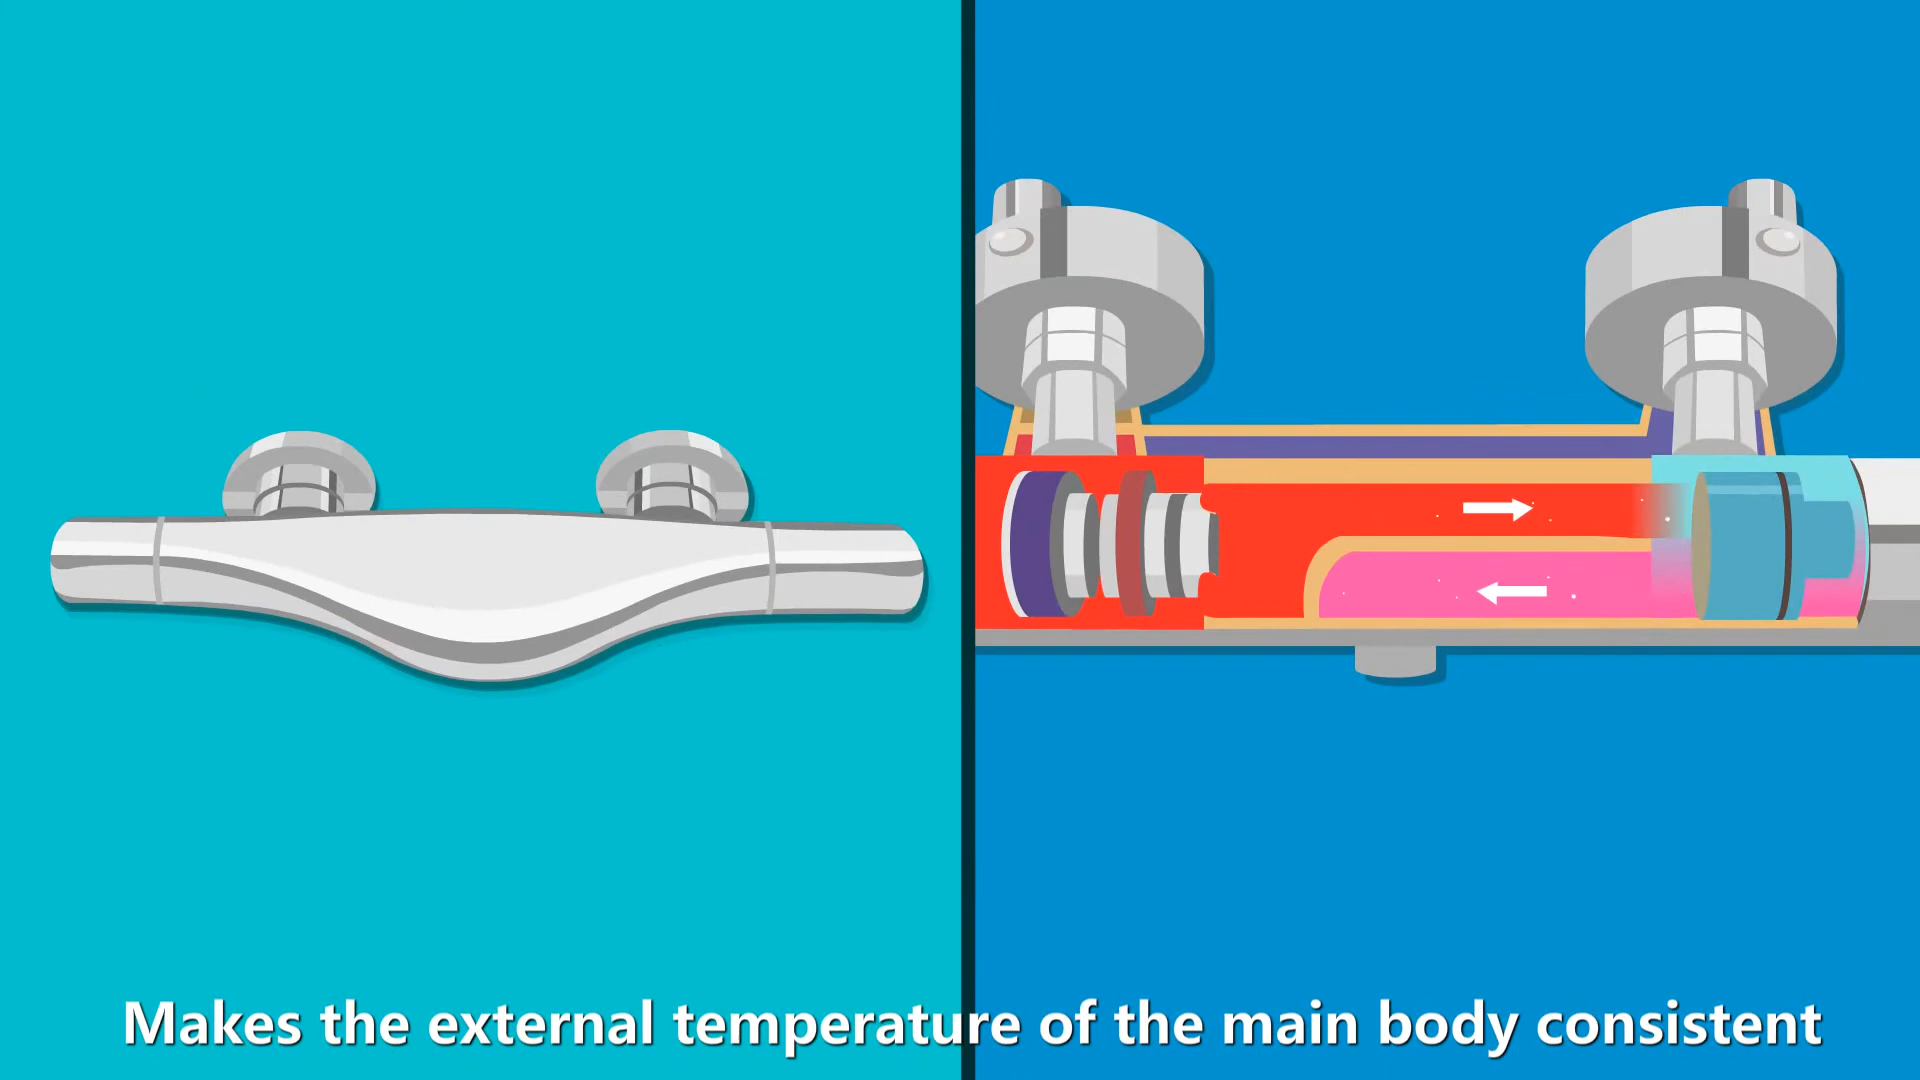 Makes the external temperature of the main body consistent